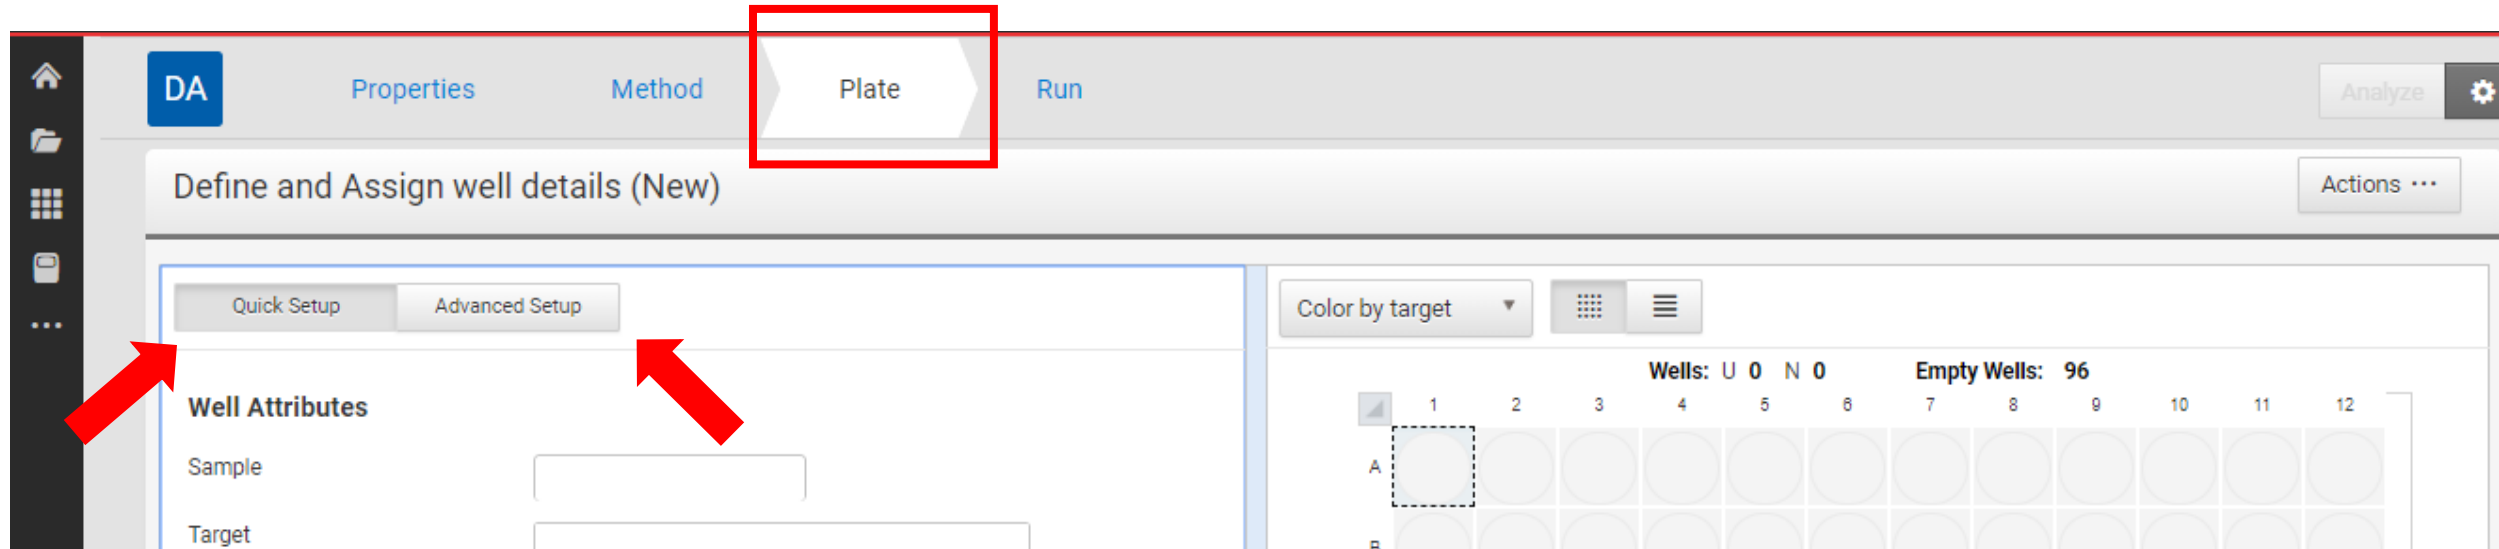 DA Properties Method Plate Run Analyze
Define and Assign well details (New) Actions ···
Quick Setup Advanced Setup Color by target
Wells: U 0 N 0 Empty Wells: 96
Well Attributes
1 2 3 4 5 6 7 8 9 10 11 12
Sample
A
Target
B